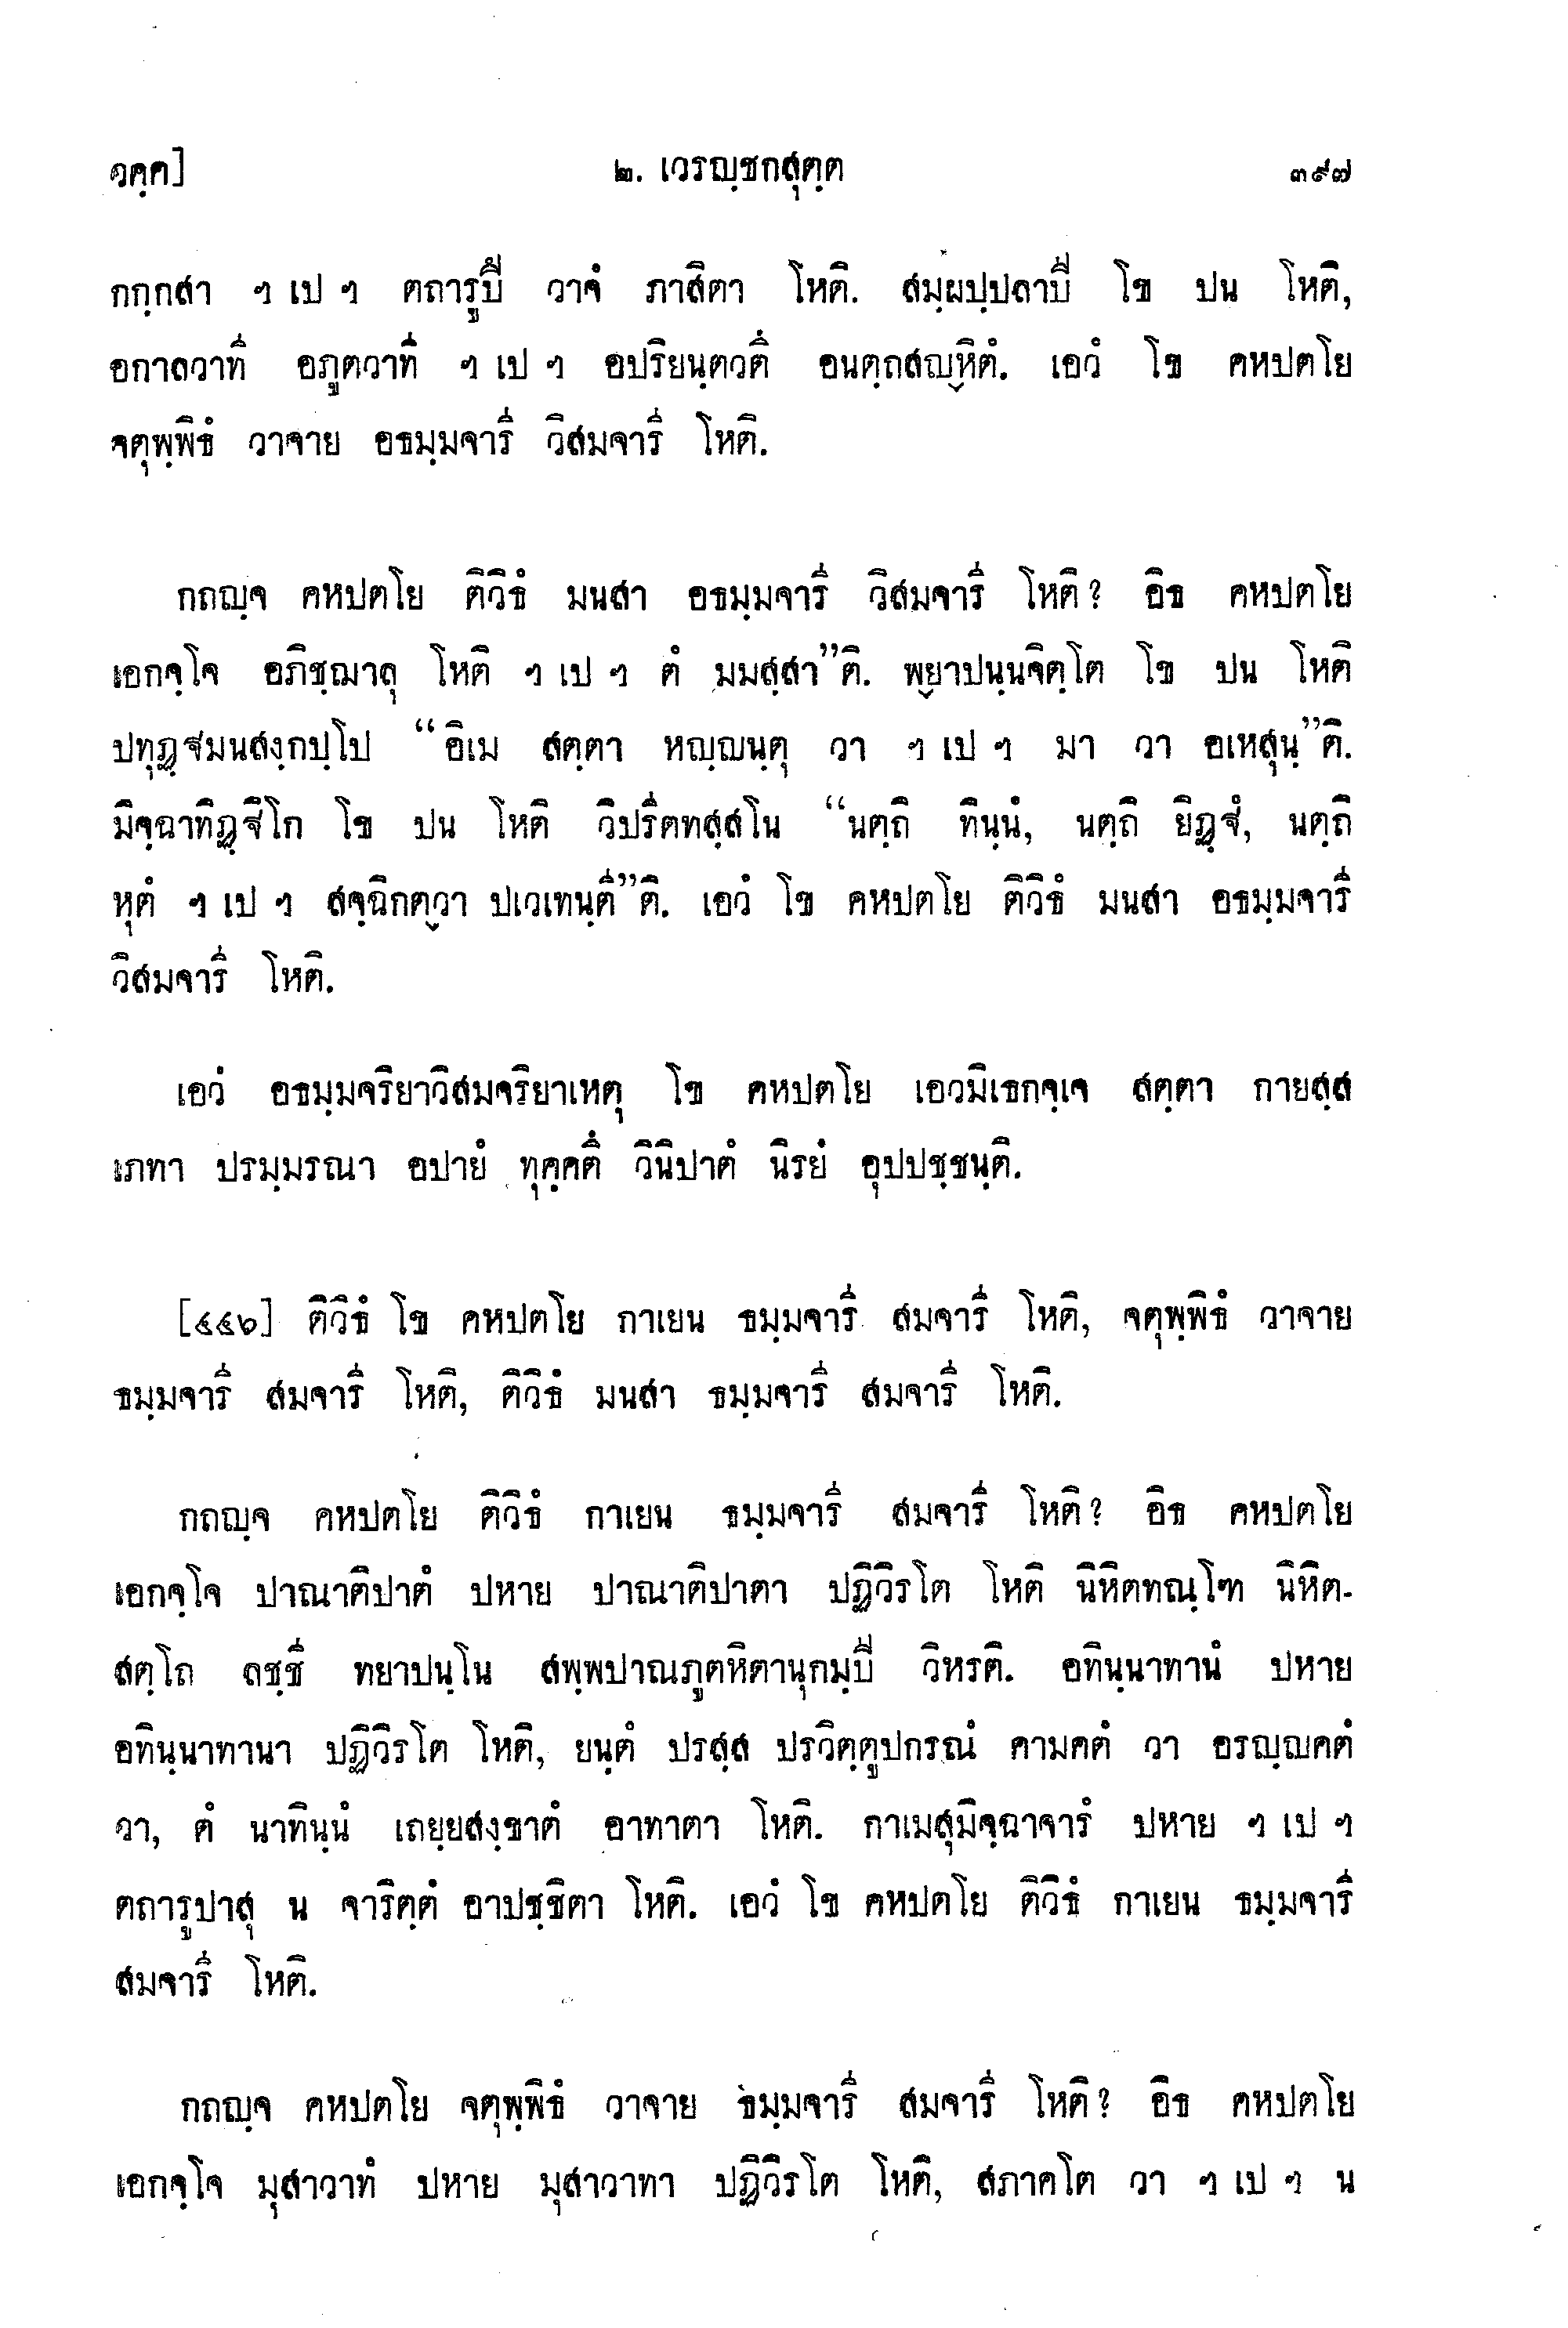 วคฺค] ๒. เวรญฺชกสุตฺต ๓๙๗
กกฺกสา ฯ เป ฯ ตถารูปึ วาจํ ภาสิตา โหติ. สมฺผปฺปลาปี โข ปน โหติ,
อกาลวาที อภูตวาที ฯ เป ฯ อปริยนฺตวตึ อนตฺถสญฺหิตํ. เอวํ โข คหปตโย
จตุพฺพิธํ วาจาย อธมฺมจารี วิสมจารี โหติ.
กถญฺจ คหปตโย ติวิธํ มนสา อธมฺมจารี วิสมจารี โหติ? อิธ คหปตโย
เอกจฺโจ อภิชฺฌาลุ โหติ ฯ เป ฯ ตํ มมสฺสา”ติ. พฺยาปนฺนจิตฺโต โข ปน โหติ
ปทุฏฺฐมนสงฺกปฺโป “อิเม สตฺตา หญฺญนฺตุ วา ฯ เป ฯ มา วา อเหสุนฺ”ติ.
มิจฺฉาทิฏฺฐิโก โข ปน โหติ วิปรีตทสฺสโน “นตฺถิ ทินฺนํ, นตฺถิ ยิฏฺฐํ, นตฺถิ
หุตํ ฯ เป ฯ สจฺฉิกตฺวา ปเวเทนฺตี”ติ. เอวํ โข คหปตโย ติวิธํ มนสา อธมฺมจารี
วิสมจารี โหติ.
เอวํ อธมฺมจริยาวิสมจริยาเหตุ โข คหปตโย เอวมิเธกจฺเจ สตฺตา กายสฺส
เภทา ปรมฺมรณา อปายํ ทุคฺคตึ วินิปาตํ นิรยํ อุปปชฺชนฺติ.
[๔๔๖] ติวิธํ โข คหปตโย กาเยน ธมฺมจารี สมจารี โหติ, จตุพฺพิธํ วาจาย
ธมฺมจารี สมจารี โหติ, ติวิธํ มนสา ธมฺมจารี สมจารี โหติ.
กถญฺจ คหปตโย ติวิธํ กาเยน ธมฺมจารี สมจารี โหติ? อิธ คหปตโย
เอกจฺโจ ปาณาติปาตํ ปหาย ปาณาติปาตา ปฏิวิรโต โหติ นิหิตทณฺโฑ นิหิต-
สตฺโถ ลชฺชี ทยาปนฺโน สพฺพปาณภูตหิตานุกมฺปี วิหรติ. อทินฺนาทานํ ปหาย
อทินฺนาทานา ปฏิวิรโต โหติ, ยนฺตํ ปรสฺส ปรวิตฺตูปกรณํ คามคตํ วา อรญฺญคตํ
วา, ตํ นาทินฺนํ เถยฺยสงฺขาตํ อาทาตา โหติ. กาเมสุมิจฺฉาจารํ ปหาย ฯ เป ฯ
ตถารูปาสุ น จาริตฺตํ อาปชฺชิตา โหติ. เอวํ โข คหปตโย ติวิธํ กาเยน ธมฺมจารี
สมจารี โหติ.
กถญฺจ คหปตโย จตุพฺพิธํ วาจาย ธมฺมจารี สมจารี โหติ? อิธ คหปตโย
เอกจฺโจ มุสาวาทํ ปหาย มุสาวาทา ปฏิวิรโต โหติ, สภาคโต วา ฯ เป ฯ น